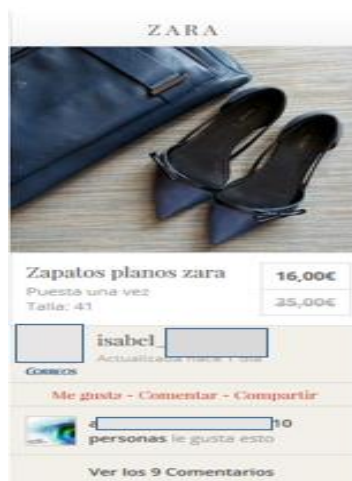 ZARA
Zapatos planos zara
16,00€
Puesta una vez
35,00€
Talla: 41
isabel_
Actualizada hace 1 día
CORREOS
Me gusta - Comentar - Compartir
a 10
personas le gusta esto
Ver los 9 Comentarios